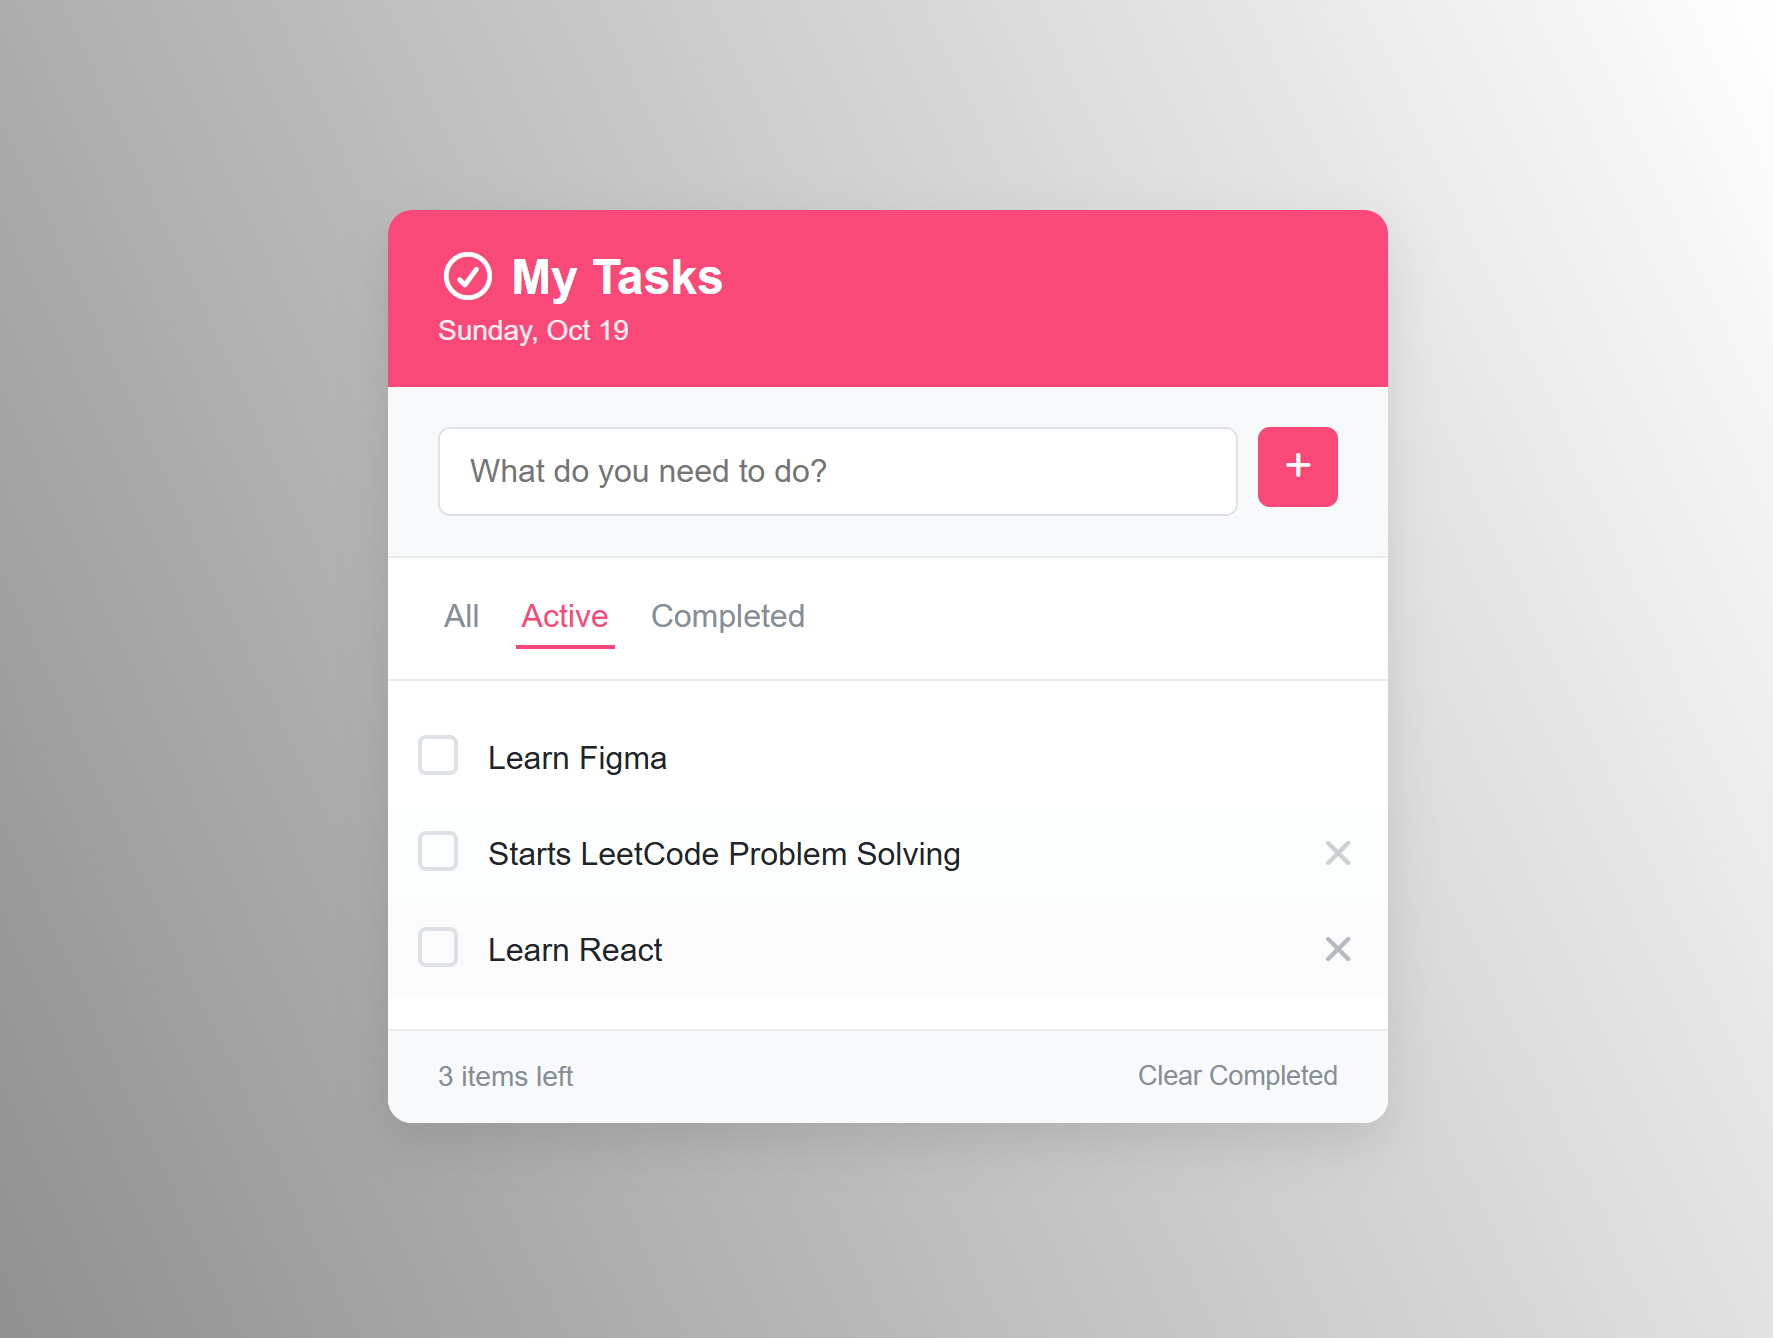 My Tasks
Sunday, Oct 19
What do you need to do?
+
All Active Completed
Learn Figma
Starts LeetCode Problem Solving
Learn React
3 items left
Clear Completed